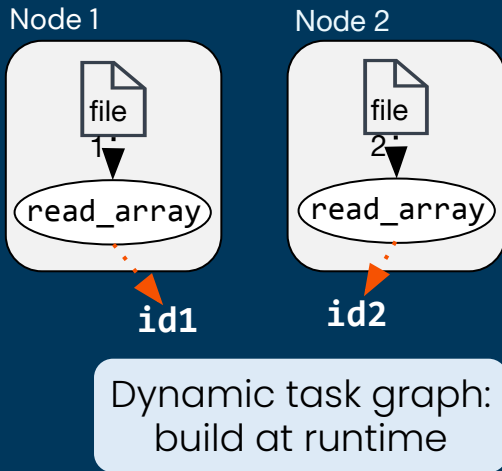 Node 1
Node 2
file
1
file
2
read_array
read_array
id1
id2
Dynamic task graph:
build at runtime